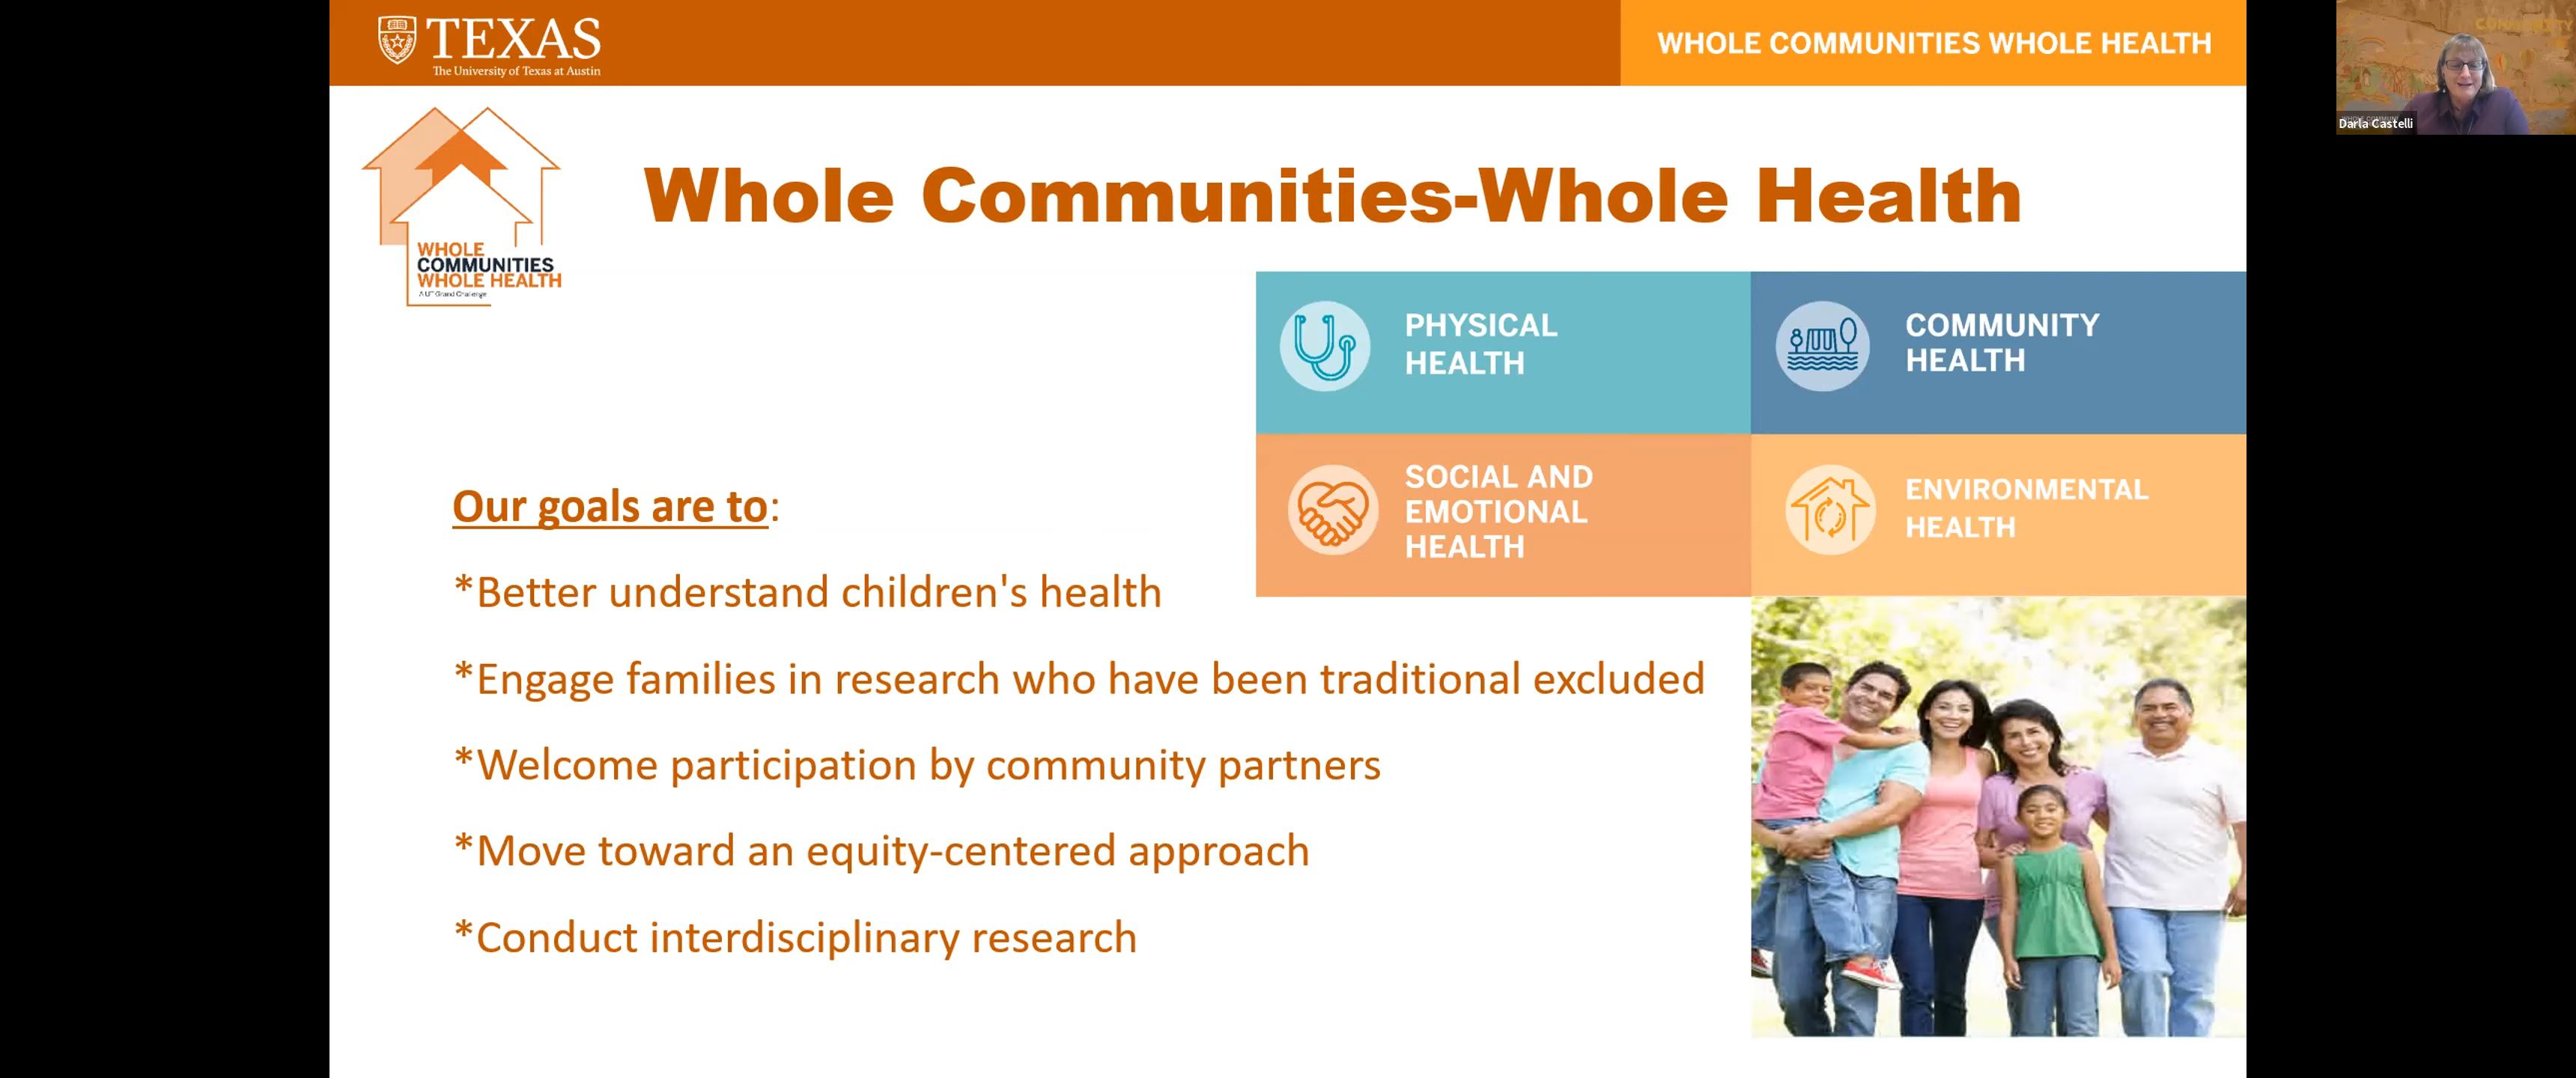 TEXAS
The University of Texas at Austin
WHOLE COMMUNITIES WHOLE HEALTH
Darla Castelli
WHOLE
COMMUNITIES
WHOLE HEALTH
A UT Grand Challenge
Whole Communities-Whole Health
PHYSICAL
HEALTH
COMMUNITY
HEALTH
SOCIAL AND
EMOTIONAL
HEALTH
ENVIRONMENTAL
HEALTH
Our goals are to:
*Better understand children's health
*Engage families in research who have been traditional excluded
*Welcome participation by community partners
*Move toward an equity-centered approach
*Conduct interdisciplinary research